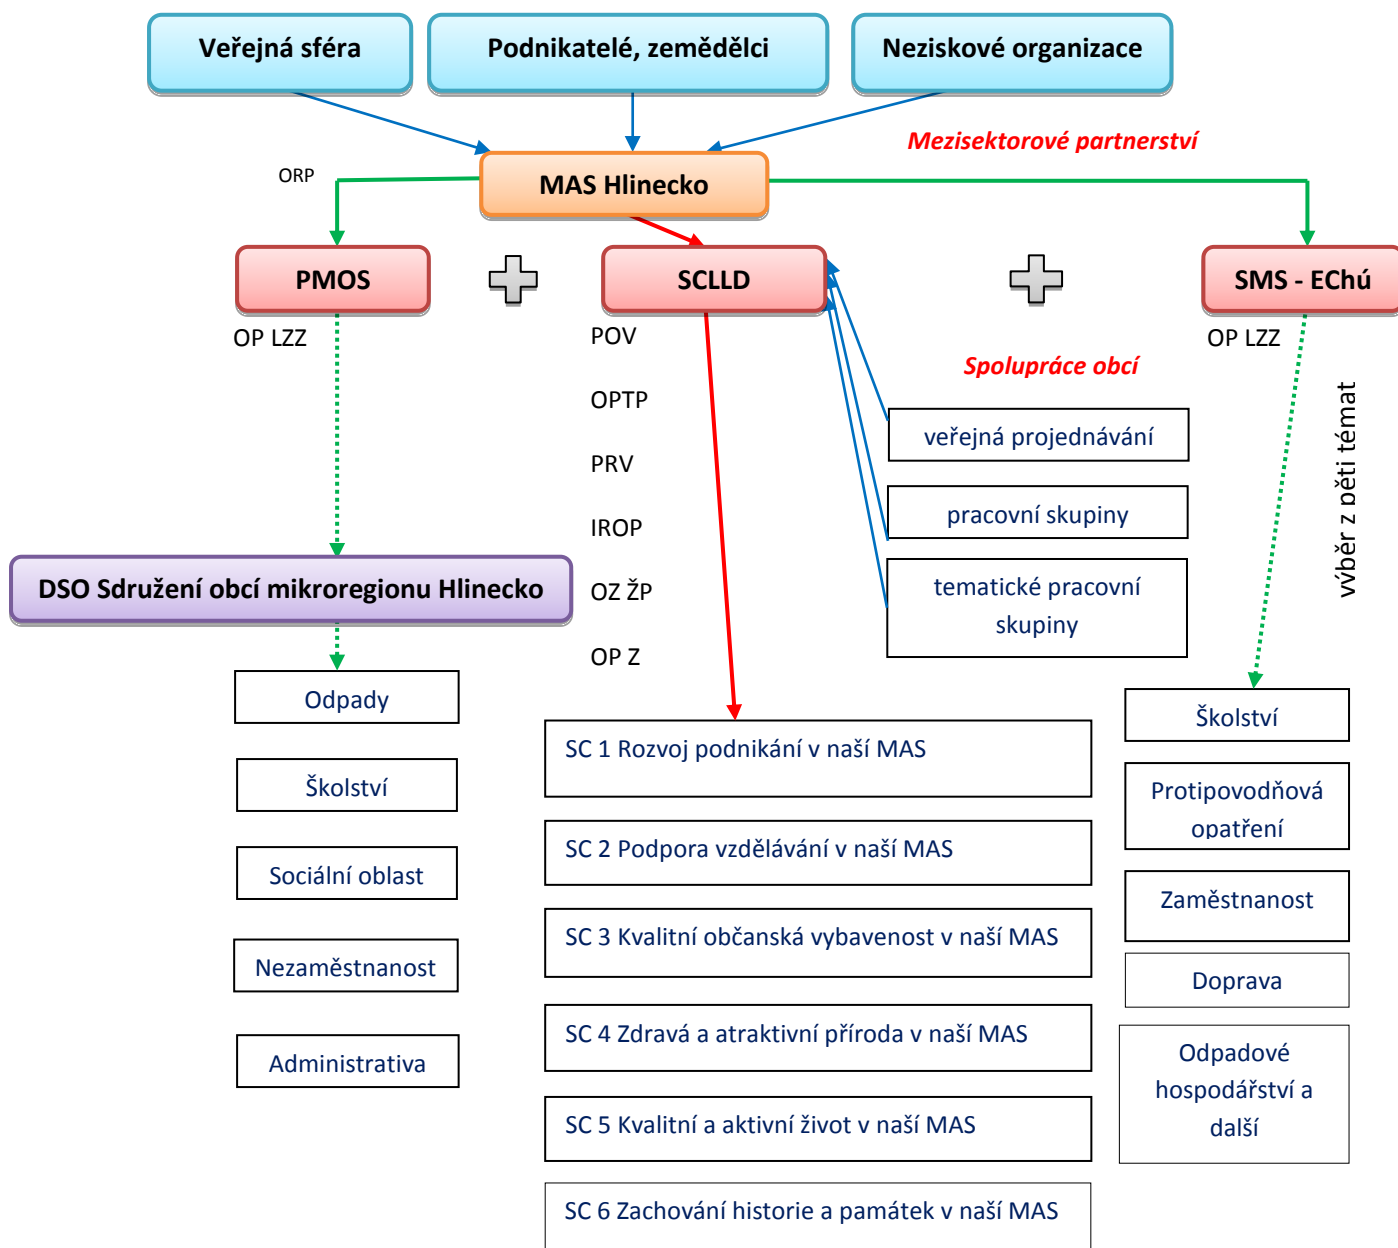 Veřejná sféra
Podnikatelé, zemědělci
Neziskové organizace
Mezisektorové partnerství
ORP
MAS Hlinecko
PMOS
SCLLD
SMS - EChú
OP LZZ
POV
OPTP
PRV
IROP
OZ ŽP
OP Z
Spolupráce obcí
OP LZZ
veřejná projednávání
pracovní skupiny
tematické pracovní
skupiny
výběr z pěti témat
DSO Sdružení obcí mikroregionu Hlinecko
Odpady
Školství
Sociální oblast
Nezaměstnanost
Administrativa
SC 1 Rozvoj podnikání v naší MAS
SC 2 Podpora vzdělávání v naší MAS
SC 3 Kvalitní občanská vybavenost v naší MAS
SC 4 Zdravá a atraktivní příroda v naší MAS
SC 5 Kvalitní a aktivní život v naší MAS
SC 6 Zachování historie a památek v naší MAS
Školství
Protipovodňová
opatření
Zaměstnanost
Doprava
Odpadové
hospodářství a
další